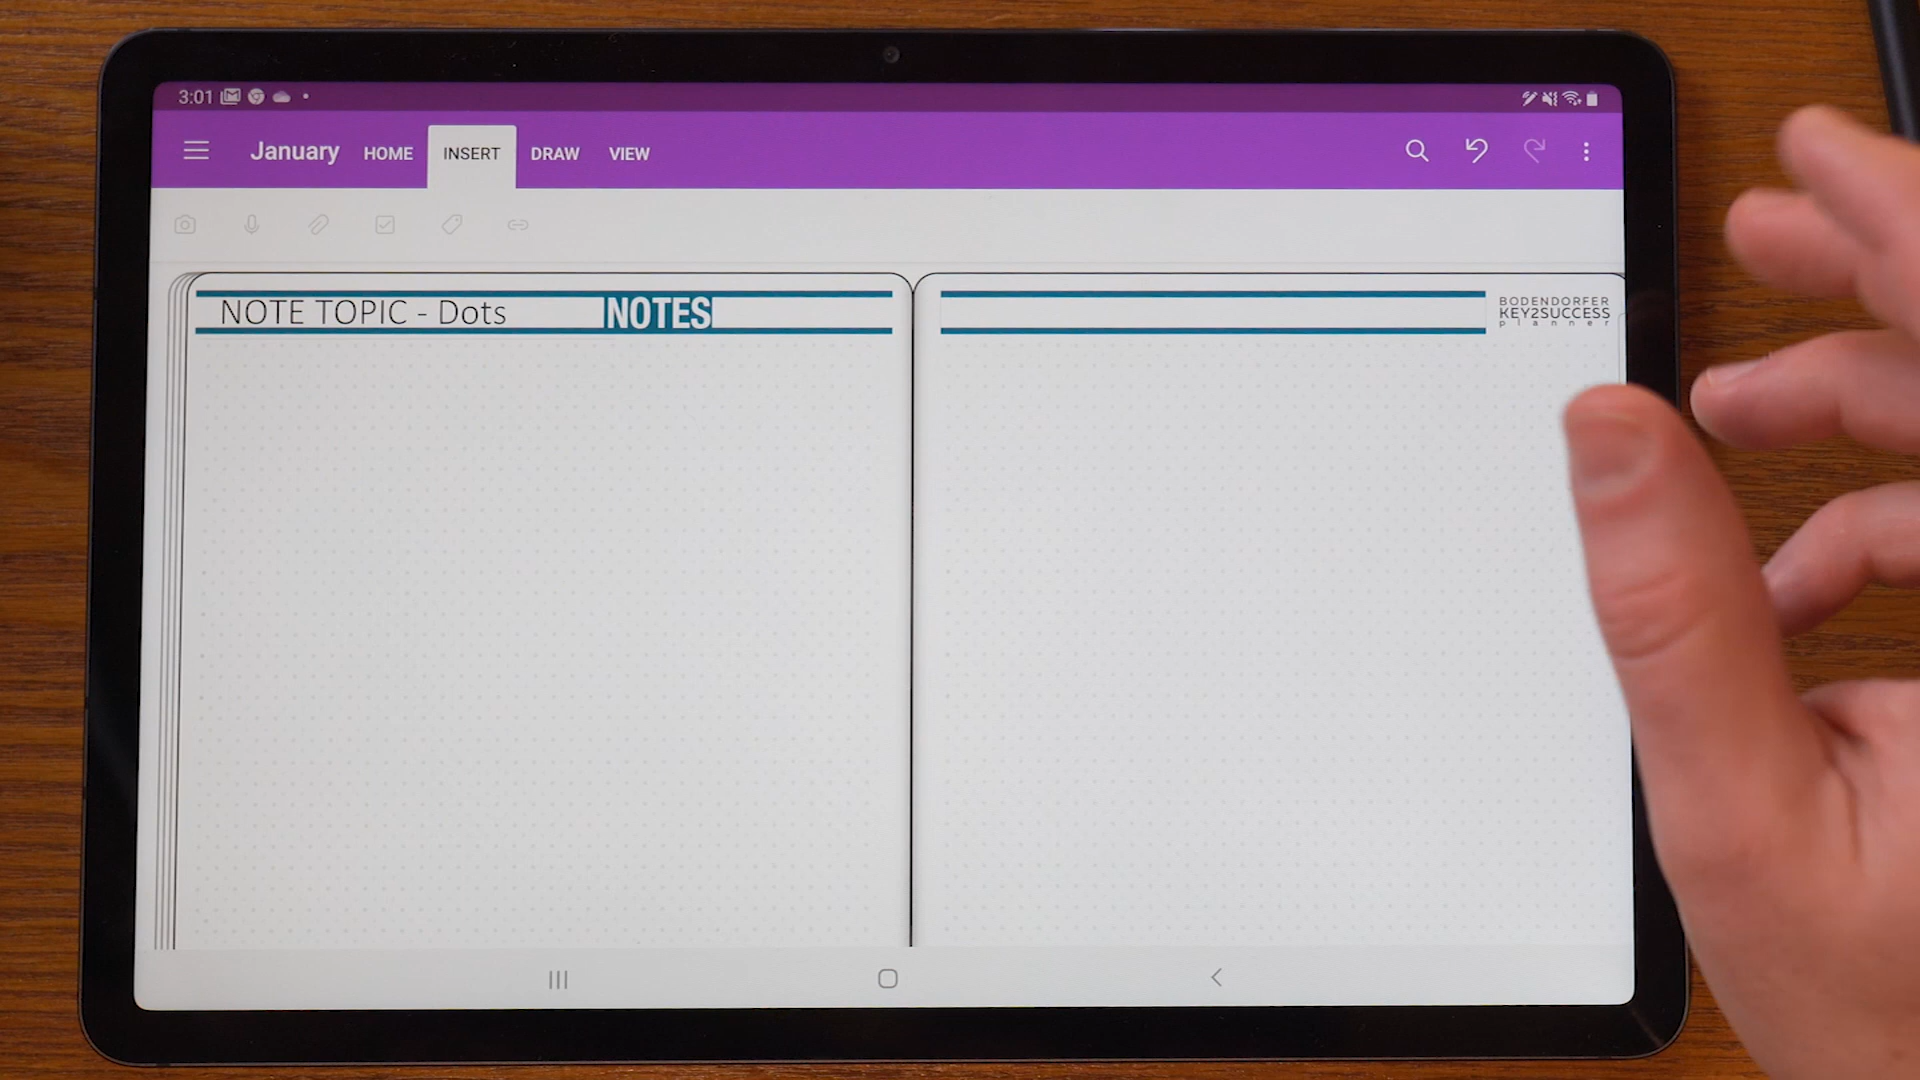 3:01
January HOME INSERT DRAW VIEW
NOTE TOPIC - Dots NOTES
BODENDORFER
KEY2SUCCESS
planner